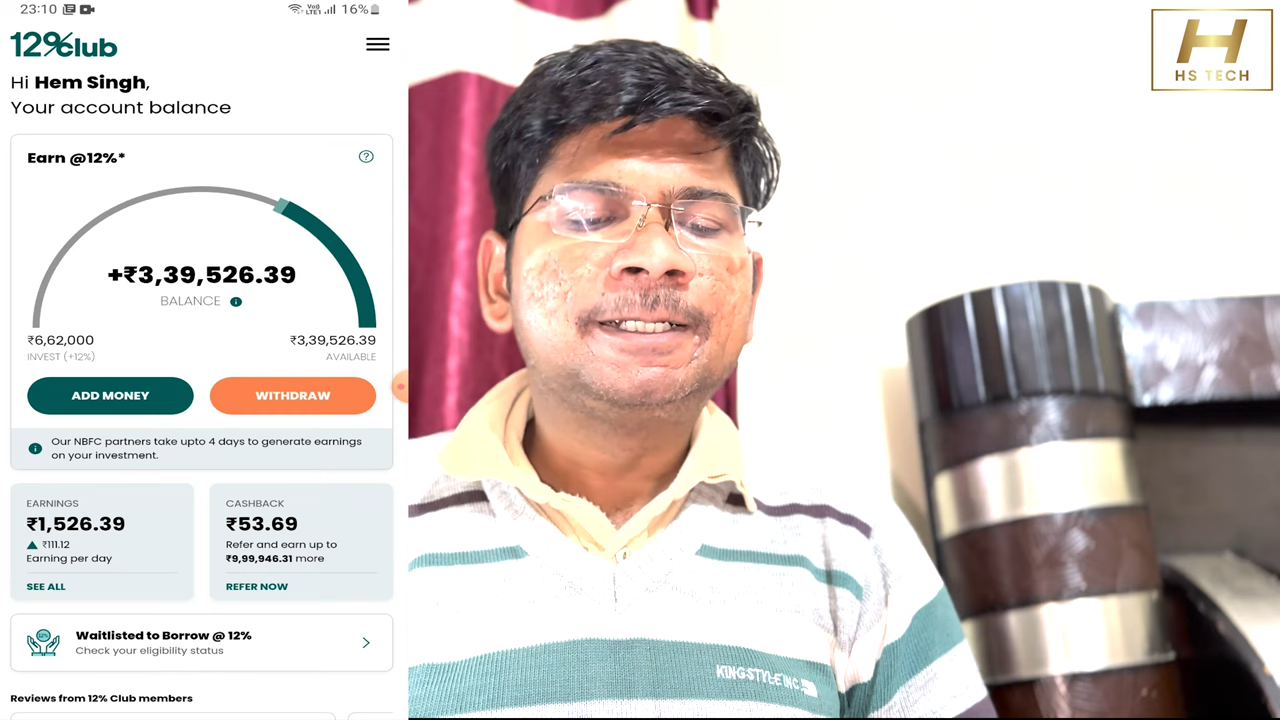 23:10
Vo)) LTE1 16%
12%club
Hi Hem Singh,
Your account balance
Earn @12%*
+₹3,39,526.39
BALANCE
₹6,62,000
INVEST (+12%)
₹3,39,526.39
AVAILABLE
ADD MONEY
WITHDRAW
Our NBFC partners take upto 4 days to generate earnings
on your investment.
EARNINGS
₹1,526.39
₹111.12
Earning per day
SEE ALL
CASHBACK
₹53.69
Refer and earn up to
₹9,99,946.31 more
REFER NOW
12%
Waitlisted to Borrow @ 12%
Check your eligibility status
Reviews from 12% Club members
H
HS TECH
KINGSTYLE INC.